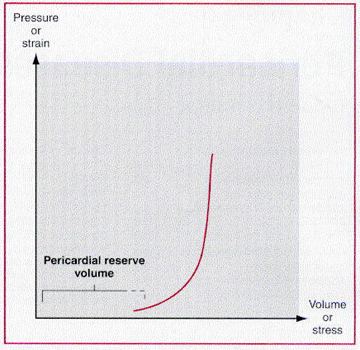 Pressure
or
strain
Pericardial reserve
volume
Volume
or
stress